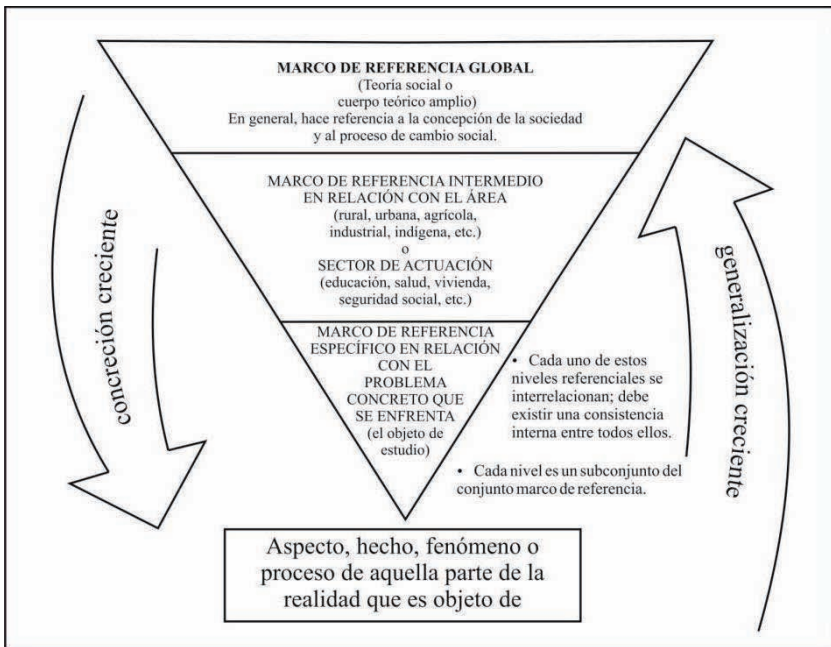 MARCO DE REFERENCIA GLOBAL
(Teoría social o
cuerpo teórico amplio)
En general, hace referencia a la concepción de la sociedad
y al proceso de cambio social.
MARCO DE REFERENCIA INTERMEDIO
EN RELACIÓN CON EL ÁREA
(rural, urbana, agrícola,
industrial, indígena, etc.)
o
SECTOR DE ACTUACIÓN
(educación, salud, vivienda,
seguridad social, etc.)
MARCO DE REFERENCIA
ESPECÍFICO EN RELACIÓN
CON EL
PROBLEMA
CONCRETO QUE
SE ENFRENTA
(el objeto de
estudio)
concreción creciente
generalización creciente
• Cada uno de estos
niveles referenciales se
interrelacionan; debe
existir una consistencia
interna entre todos ellos.
• Cada nivel es un subconjunto del
conjunto marco de referencia.
Aspecto, hecho, fenómeno o
proceso de aquella parte de la
realidad que es objeto de